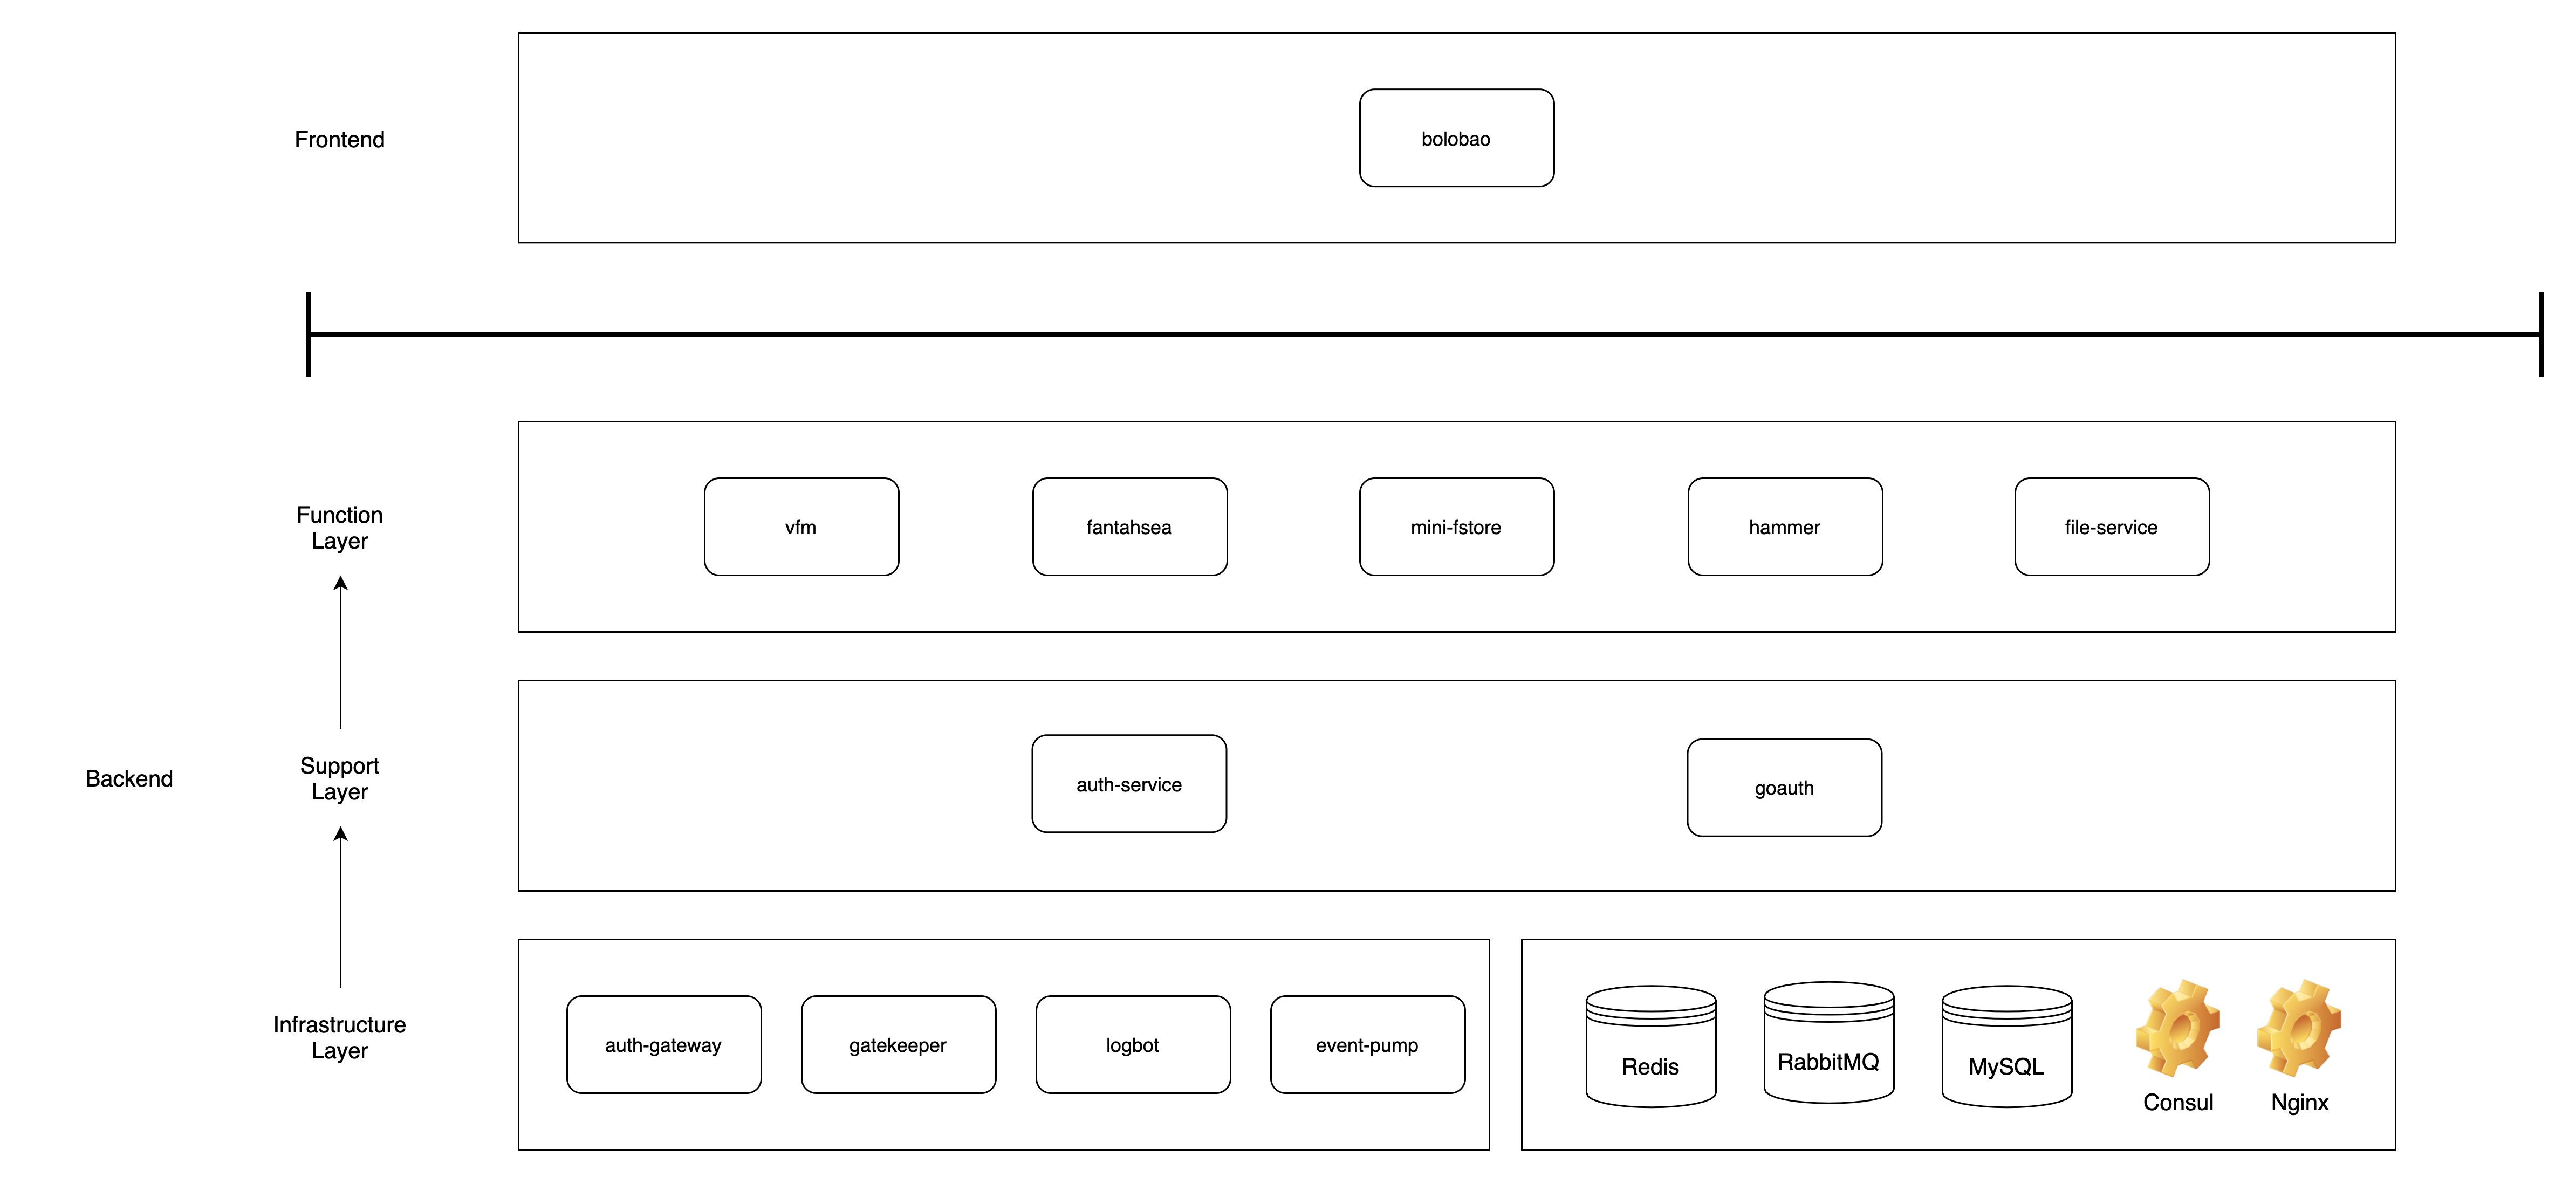 Frontend
bolobao
Function
Layer
vfm
fantahsea
mini-fstore
hammer
file-service
Backend
Support
Layer
auth-service
goauth
Infrastructure
Layer
auth-gateway
gatekeeper
logbot
event-pump
Redis
RabbitMQ
MySQL
Consul
Nginx